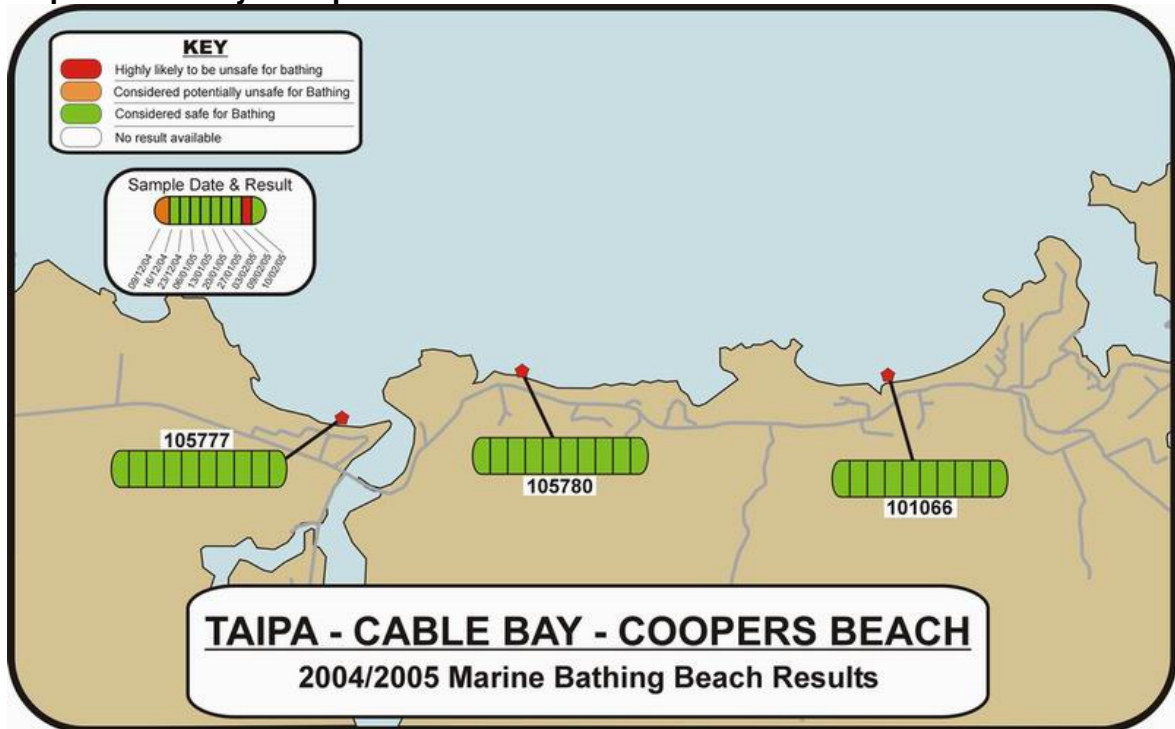 KEY
Highly likely to be unsafe for bathing
Considered potentially unsafe for Bathing
Considered safe for Bathing
No result available
Sample Date & Result
09/12/04
16/12/04
23/12/04
06/01/05
13/01/05
20/01/05
27/01/05
03/02/05
09/02/05
10/02/05
105777
105780
101066
TAIPA - CABLE BAY - COOPERS BEACH
2004/2005 Marine Bathing Beach Results